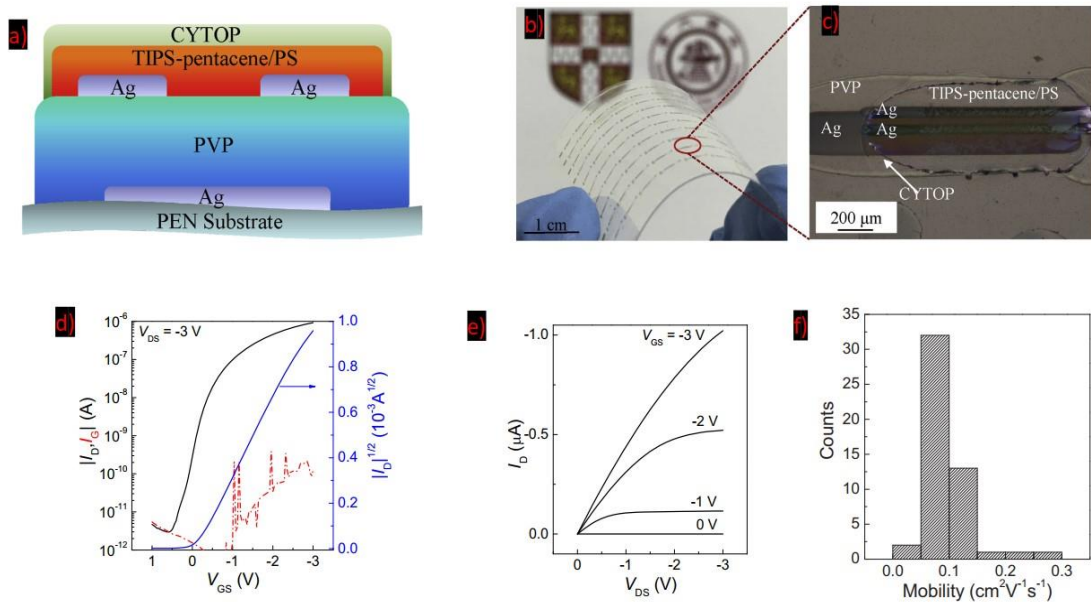 a)
CYTOP
TIPS-pentacene/PS
Ag Ag
PVP
Ag
PEN Substrate
b)
1 cm
c)
PVP
TIPS-pentacene/PS
Ag
Ag Ag
CYTOP
200 μm
d)
V_DS = -3 V
|I_D, I_G| (A)
10^-6
10^-7
10^-8
10^-9
10^-10
10^-11
10^-12
1.0
0.8
0.6
0.4
0.2
0.0
|I_D|^1/2 (10^-3A^1/2)
1 0 -1 -2 -3
V_GS (V)
e)
I_D (μA)
-1.0
-0.5
0.0
V_GS = -3 V
-2 V
-1 V
0 V
0 -1 -2 -3
V_DS (V)
f)
Counts
35
30
25
20
15
10
5
0
0.0 0.1 0.2 0.3
Mobility (cm²V⁻¹s⁻¹)